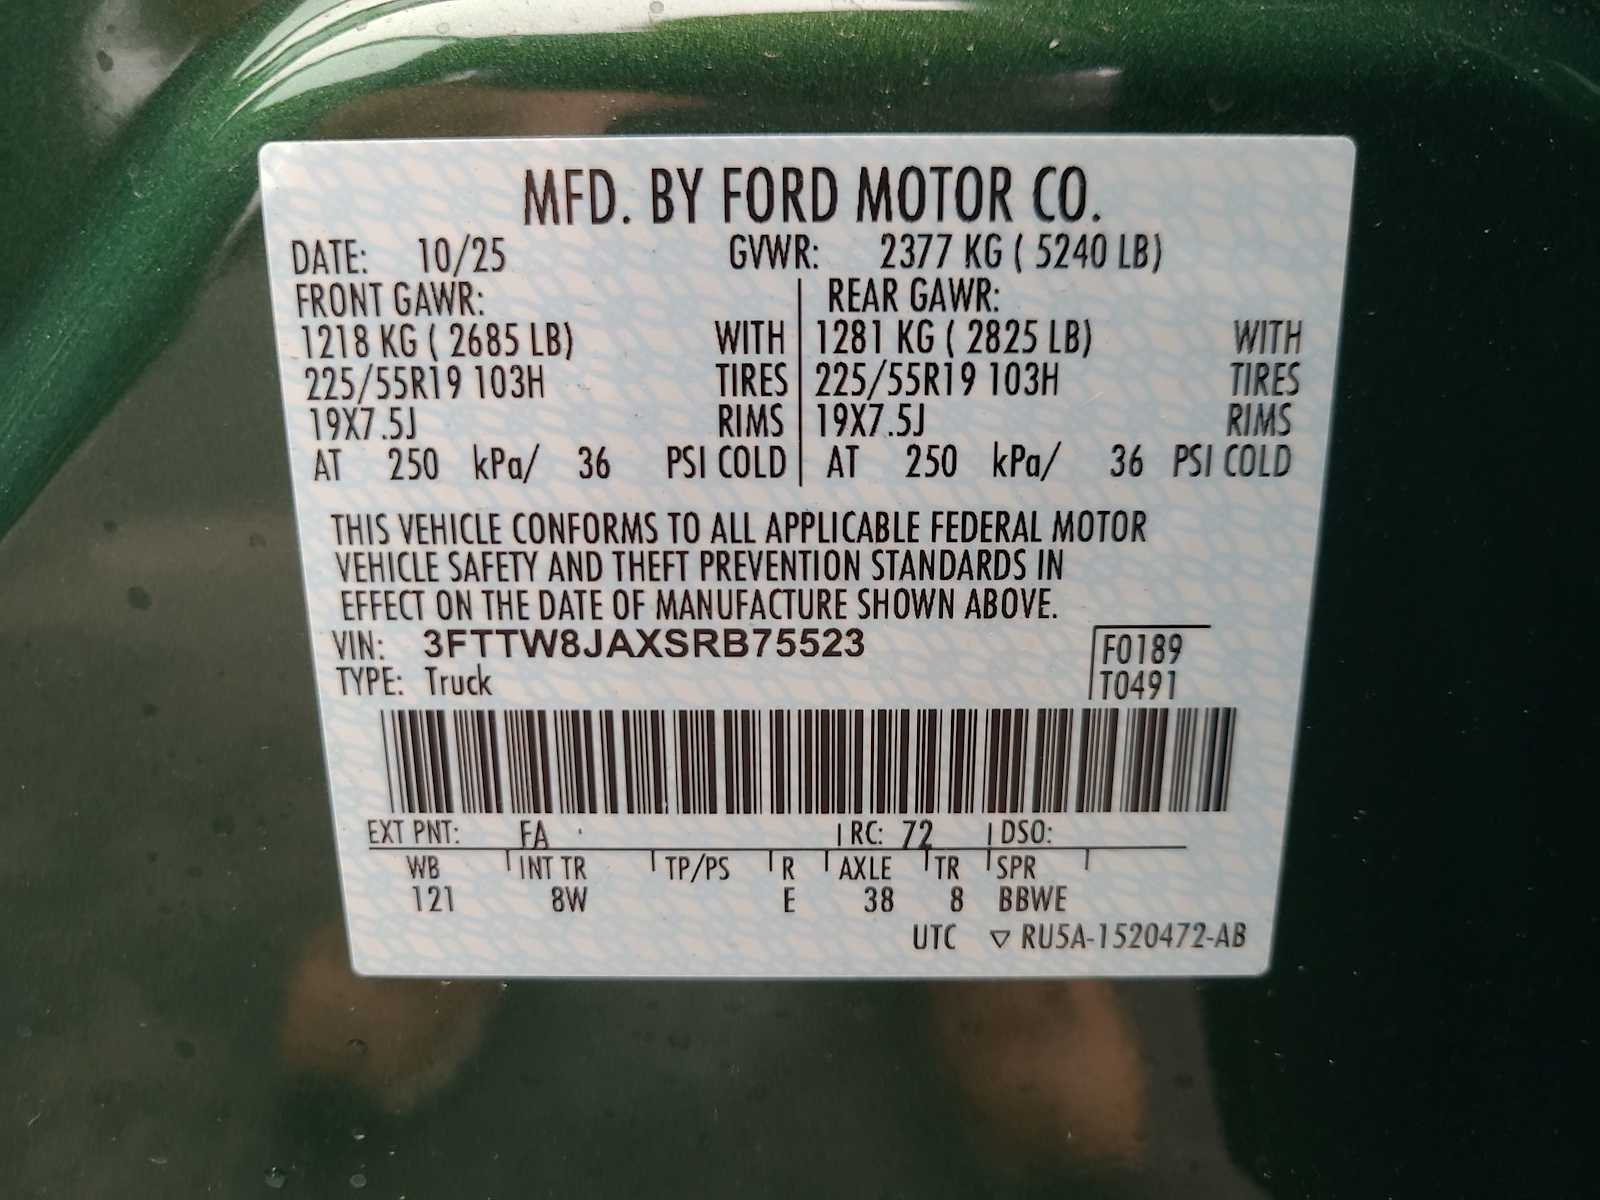 MFD. BY FORD MOTOR CO.
DATE: 10/25 GVWR: 2377 KG ( 5240 LB)
FRONT GAWR: REAR GAWR:
1218 KG ( 2685 LB) WITH 1281 KG ( 2825 LB) WITH
225/55R19 103H TIRES 225/55R19 103H TIRES
19X7.5J RIMS 19X7.5J RIMS
AT 250 kPa/ 36 PSI COLD AT 250 kPa/ 36 PSI COLD
THIS VEHICLE CONFORMS TO ALL APPLICABLE FEDERAL MOTOR
VEHICLE SAFETY AND THEFT PREVENTION STANDARDS IN
EFFECT ON THE DATE OF MANUFACTURE SHOWN ABOVE.
VIN: 3FTTW8JAXSRB75523 F0189
TYPE: Truck T0491
EXT PNT: FA RC: 72 DSO:
WB INT TR TP/PS R AXLE TR SPR
121 8W E 38 8 BBWE
UTC ▽ RU5A-1520472-AB